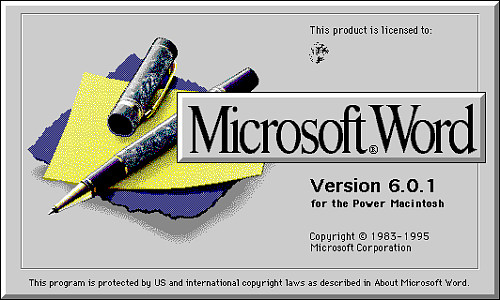 This product is licensed to:
Microsoft® Word
Version 6.0.1
for the Power Macintosh
Copyright © 1983-1995
Microsoft Corporation
This program is protected by US and international copyright laws as described in About Microsoft Word.